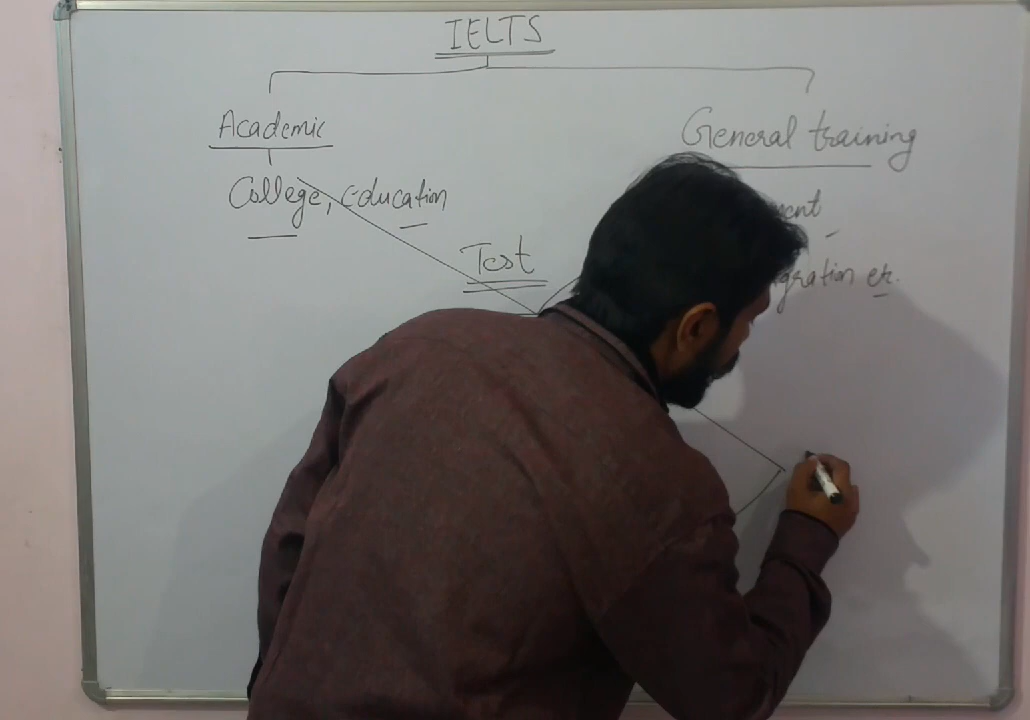 IELTS
Academic
General training
College, Education
Test